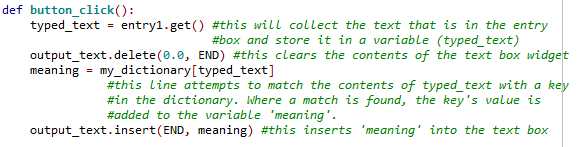 def button_click():
    typed_text = entry1.get() #this will collect the text that is in the entry
                              #box and store it in a variable (typed_text)
    output_text.delete(0.0, END) #this clears the contents of the text box widget
    meaning = my_dictionary[typed_text]
               #this line attempts to match the contents of typed_text with a key
               #in the dictionary. Where a match is found, the key's value is
               #added to the variable 'meaning'.
    output_text.insert(END, meaning) #this inserts 'meaning' into the text box